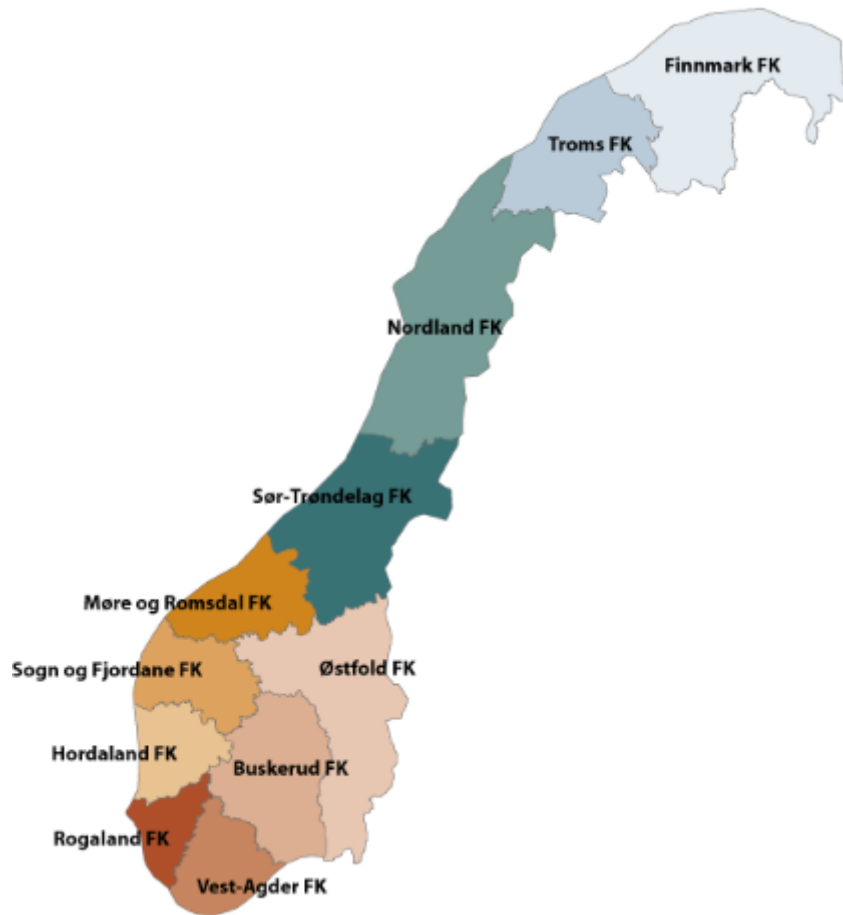 Finnmark FK
Troms FK
Nordland FK
Sør-Trøndelag FK
Møre og Romsdal FK
Sogn og Fjordane FK
Østfold FK
Hordaland FK
Buskerud FK
Rogaland FK
Vest-Agder FK